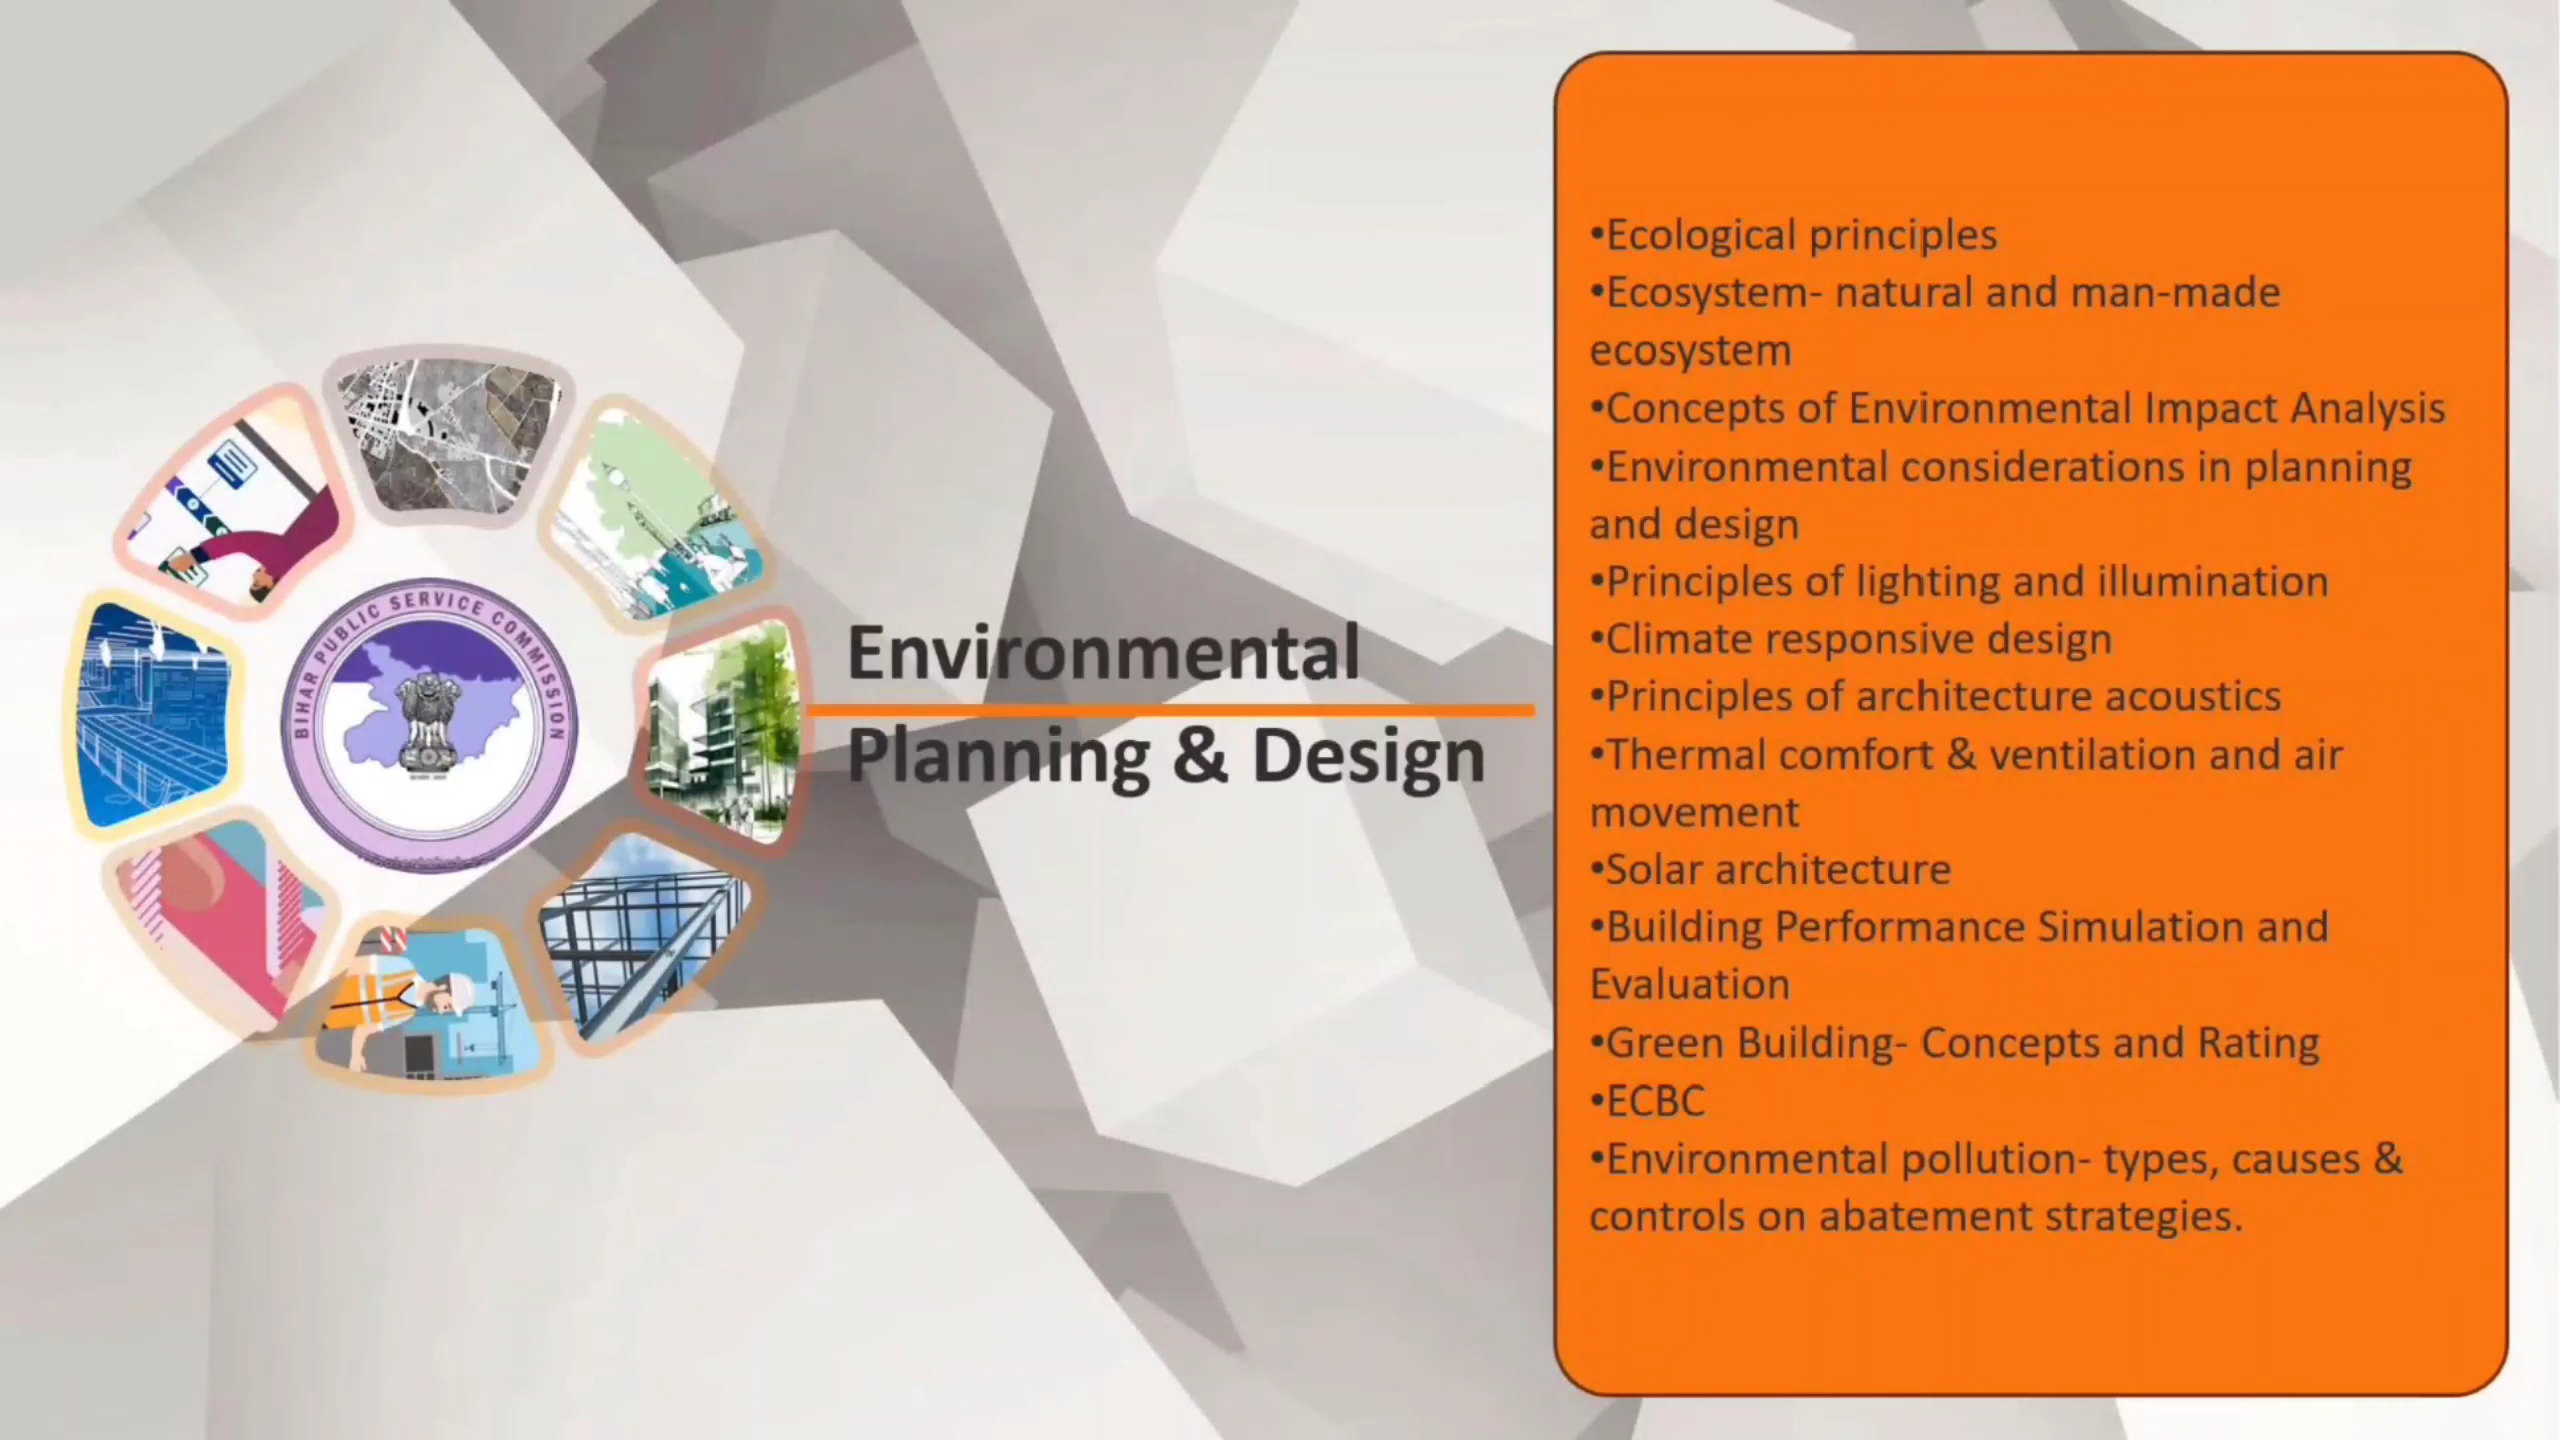 BIHAR PUBLIC SERVICE COMMISSION
Environmental
Planning & Design
•Ecological principles
•Ecosystem- natural and man-made
ecosystem
•Concepts of Environmental Impact Analysis
•Environmental considerations in planning
and design
•Principles of lighting and illumination
•Climate responsive design
•Principles of architecture acoustics
•Thermal comfort & ventilation and air
movement
•Solar architecture
•Building Performance Simulation and
Evaluation
•Green Building- Concepts and Rating
•ECBC
•Environmental pollution- types, causes &
controls on abatement strategies.